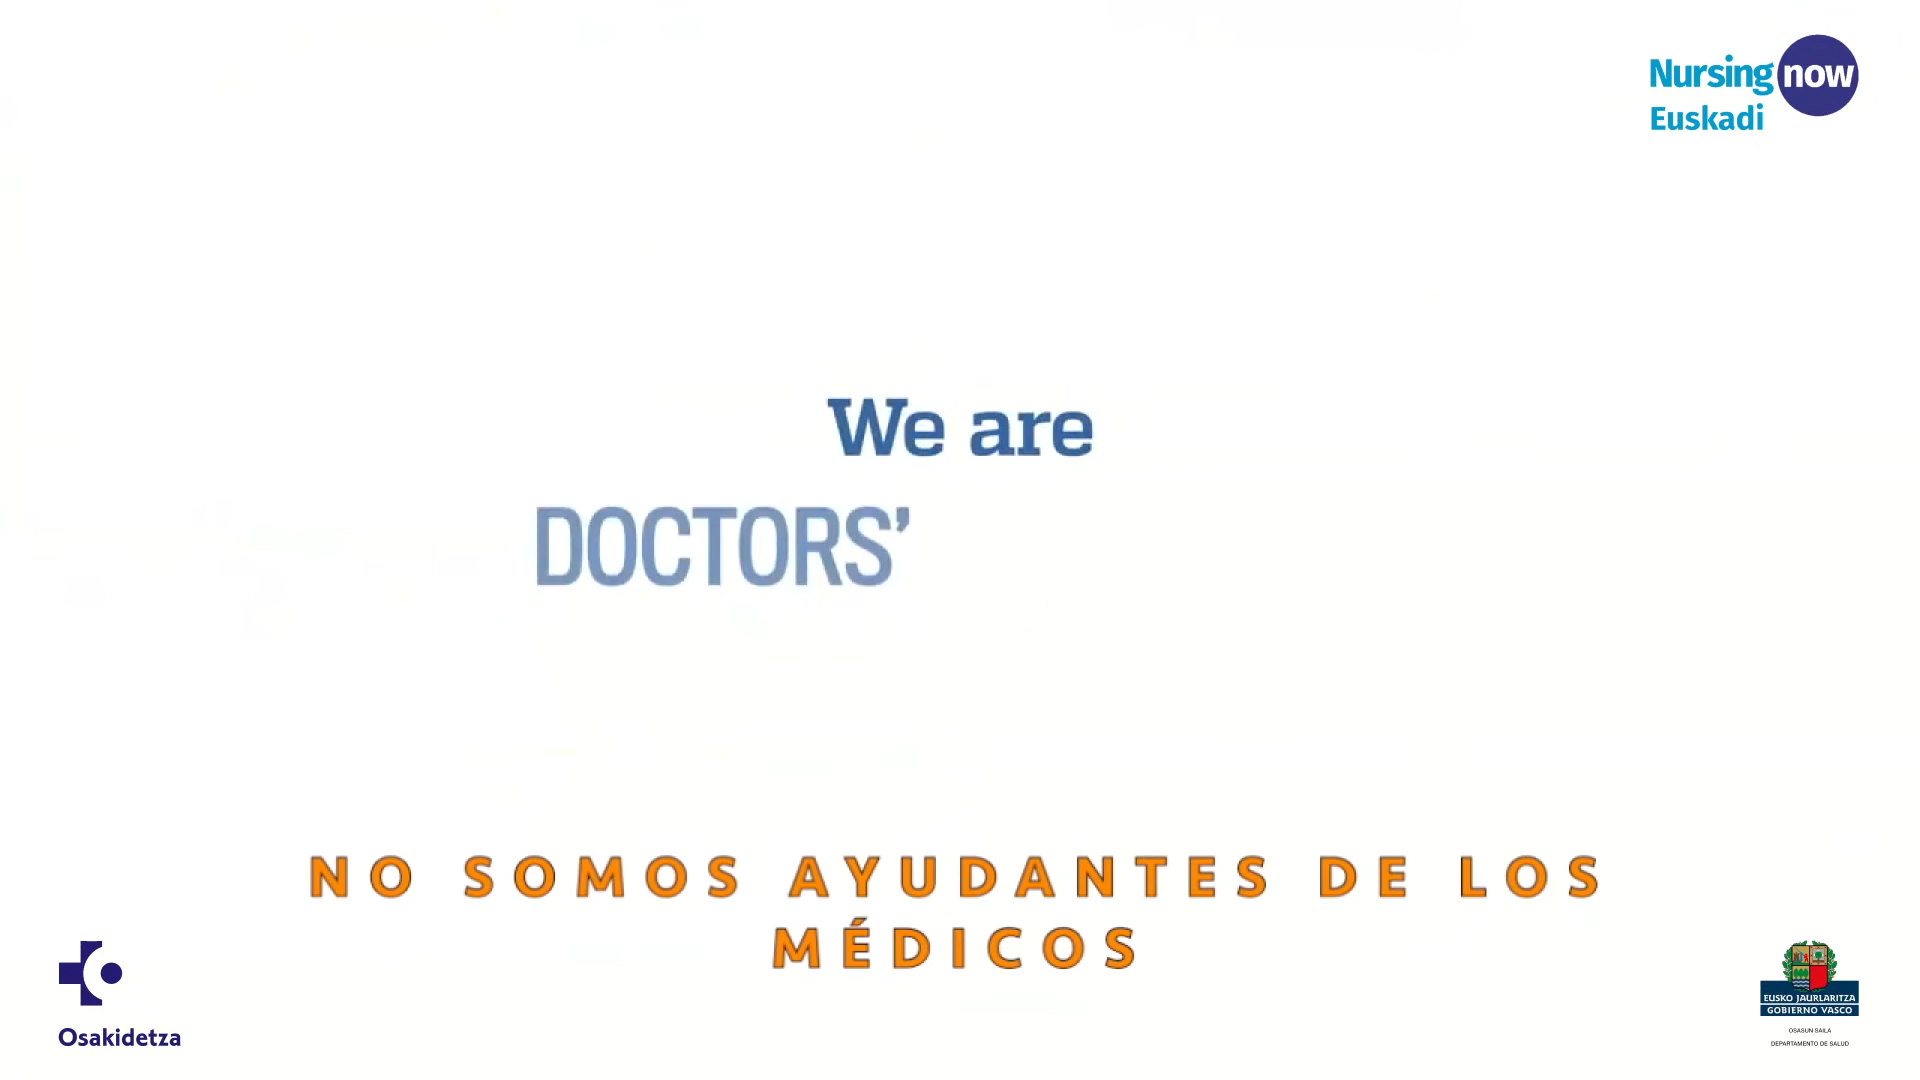 Nursing now
Euskadi
We are
DOCTORS’
NO SOMOS AYUDANTES DE LOS
MÉDICOS
Osakidetza
EUSKO JAURLARITZA
GOBIERNO VASCO
OSASUN SAILA
DEPARTAMENTO DE SALUD